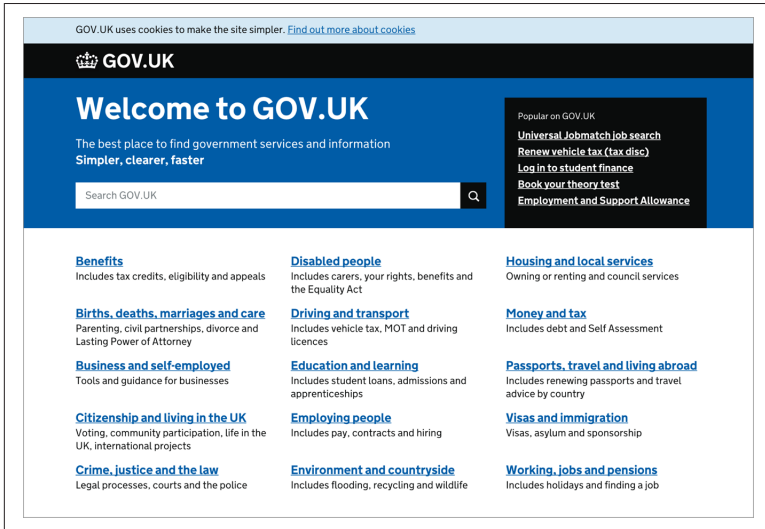 GOV.UK uses cookies to make the site simpler. Find out more about cookies
GOV.UK
Welcome to GOV.UK
The best place to find government services and information
Simpler, clearer, faster
Search GOV.UK
Popular on GOV.UK
Universal Jobmatch job search
Renew vehicle tax (tax disc)
Log in to student finance
Book your theory test
Employment and Support Allowance
Benefits
Includes tax credits, eligibility and appeals
Births, deaths, marriages and care
Parenting, civil partnerships, divorce and
Lasting Power of Attorney
Business and self-employed
Tools and guidance for businesses
Citizenship and living in the UK
Voting, community participation, life in the
UK, international projects
Crime, justice and the law
Legal processes, courts and the police
Disabled people
Includes carers, your rights, benefits and
the Equality Act
Driving and transport
Includes vehicle tax, MOT and driving
licences
Education and learning
Includes student loans, admissions and
apprenticeships
Employing people
Includes pay, contracts and hiring
Environment and countryside
Includes flooding, recycling and wildlife
Housing and local services
Owning or renting and council services
Money and tax
Includes debt and Self Assessment
Passports, travel and living abroad
Includes renewing passports and travel
advice by country
Visas and immigration
Visas, asylum and sponsorship
Working, jobs and pensions
Includes holidays and finding a job